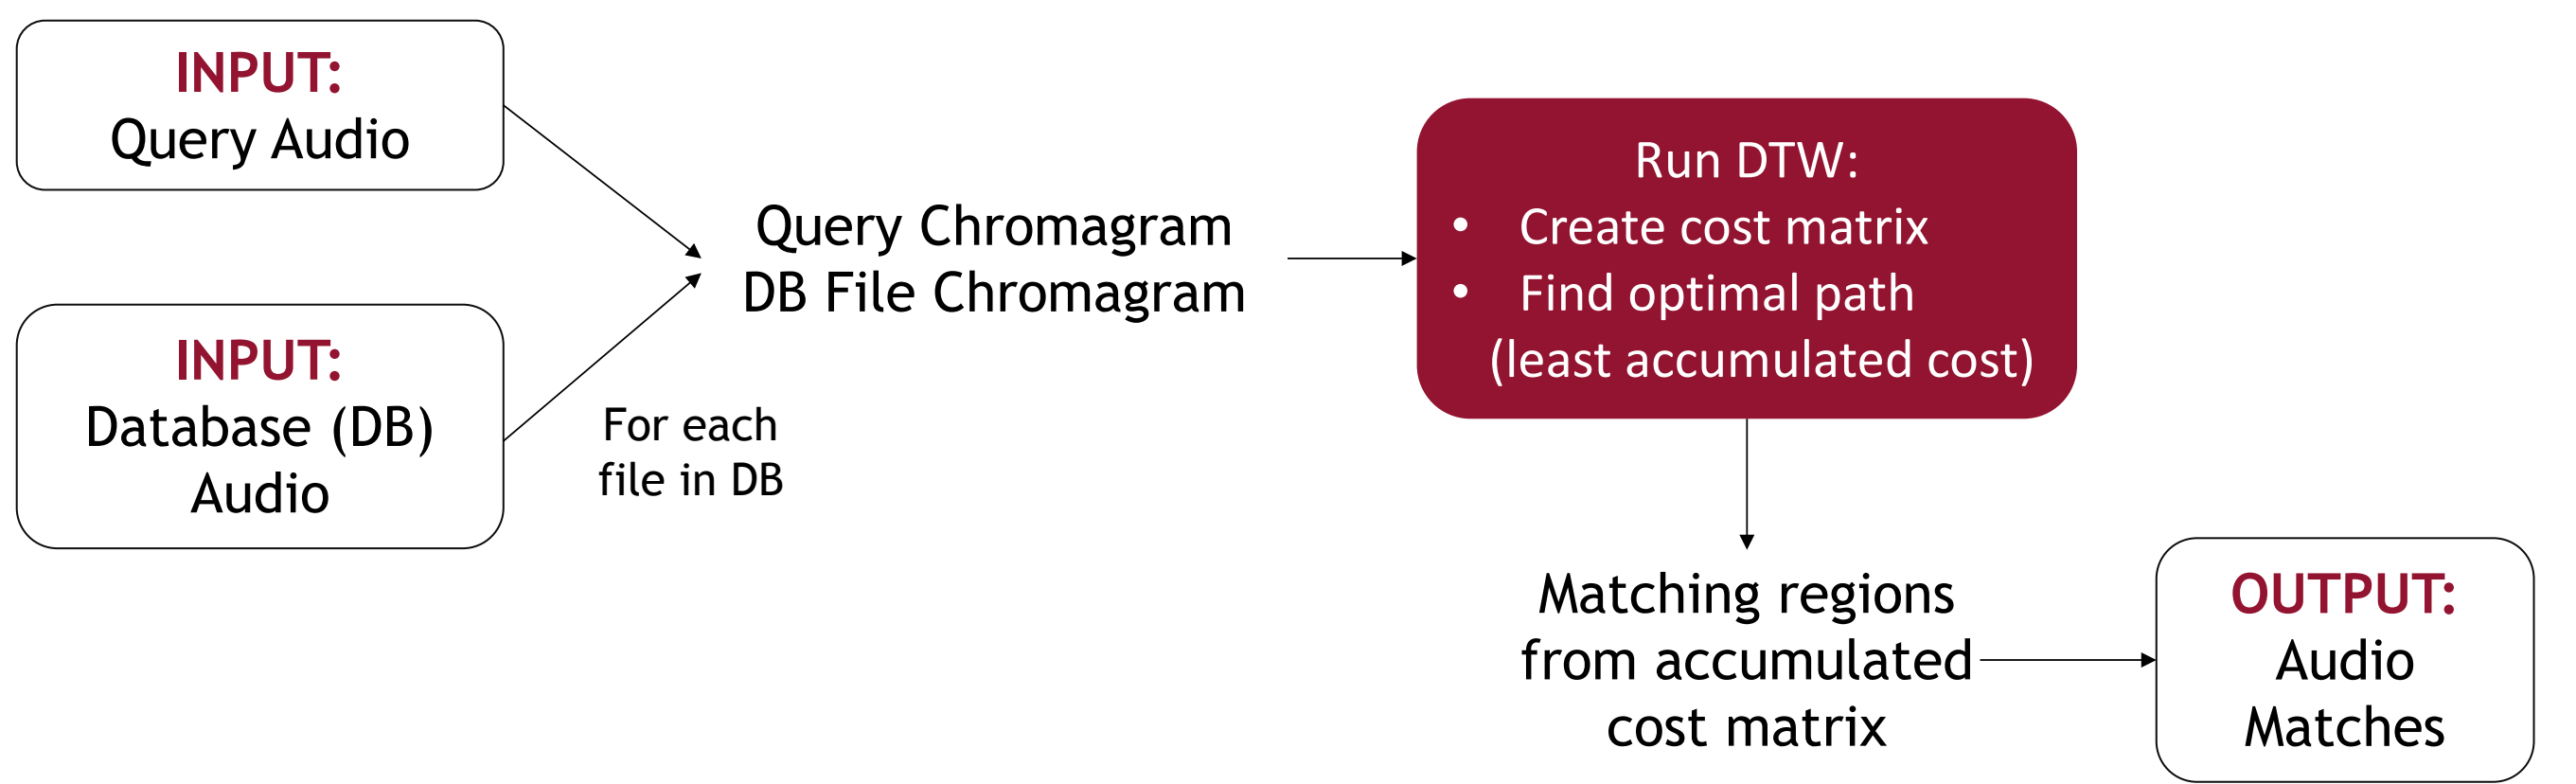 INPUT:
Query Audio
INPUT:
Database (DB)
Audio
For each
file in DB
Query Chromagram
DB File Chromagram
Run DTW:
• Create cost matrix
• Find optimal path
(least accumulated cost)
Matching regions
from accumulated
cost matrix
OUTPUT:
Audio
Matches